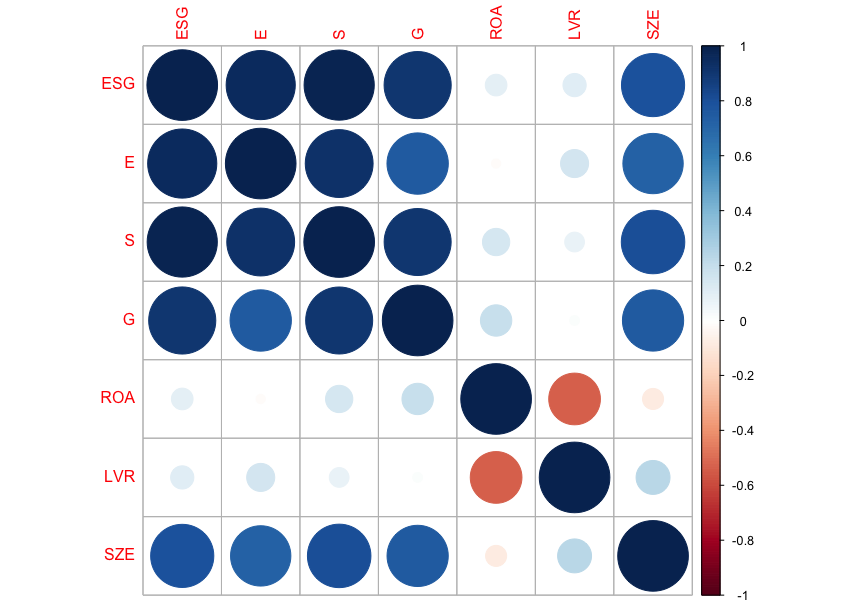 ESG
E
S
G
ROA
LVR
SZE
ESG
E
S
G
ROA
LVR
SZE
1
0.8
0.6
0.4
0.2
0
-0.2
-0.4
-0.6
-0.8
-1